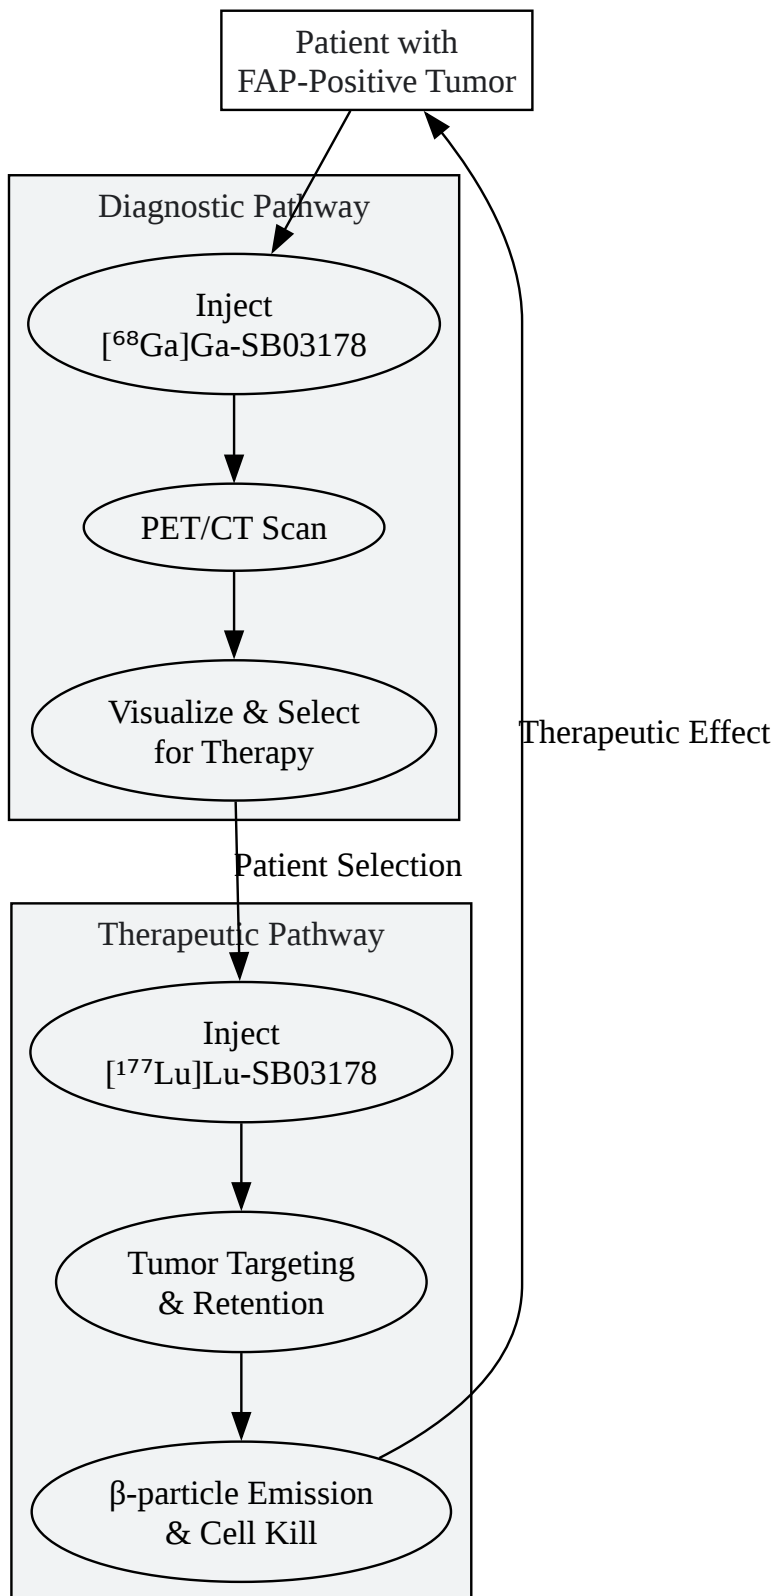 Patient with
FAP-Positive Tumor
Diagnostic Pathway
Inject
[⁶⁸Ga]Ga-SB03178
PET/CT Scan
Visualize & Select
for Therapy
Therapeutic Effect
Patient Selection
Therapeutic Pathway
Inject
[¹⁷⁷Lu]Lu-SB03178
Tumor Targeting
& Retention
β-particle Emission
& Cell Kill